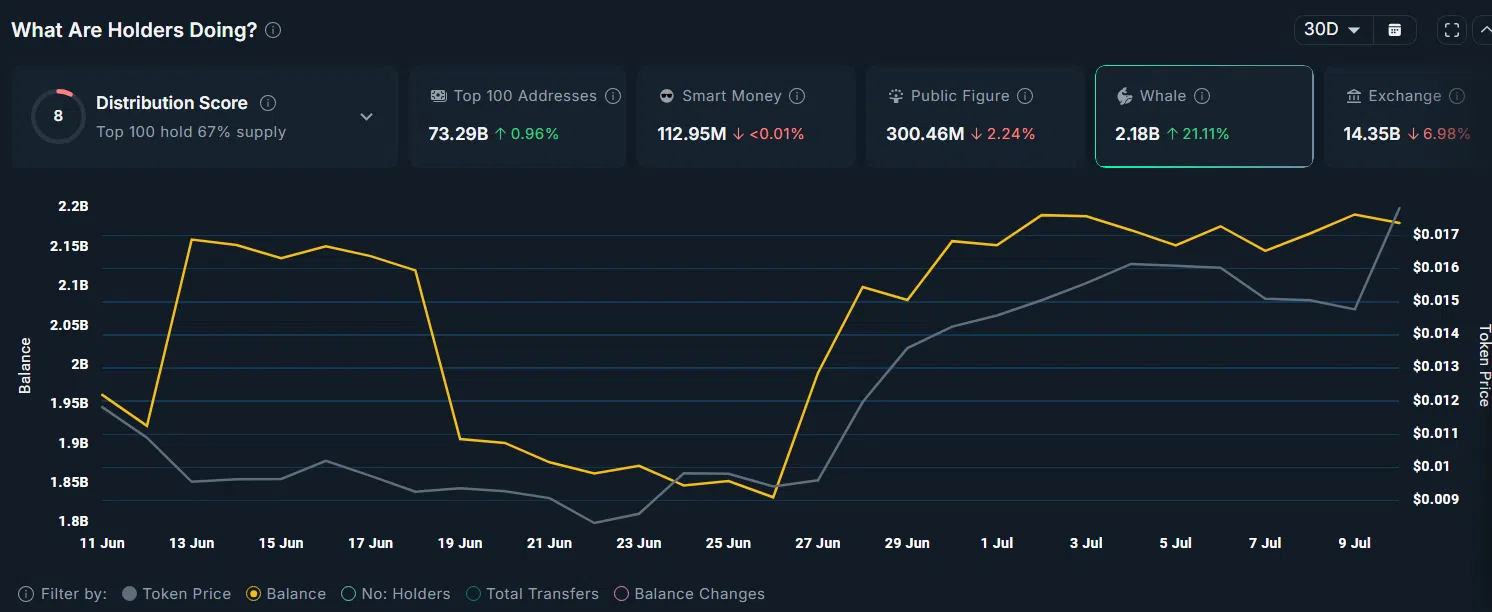 What Are Holders Doing?
30D
8
Distribution Score
Top 100 hold 67% supply
Top 100 Addresses
73.29B ↑ 0.96%
Smart Money
112.95M ↓ <0.01%
Public Figure
300.46M ↓ 2.24%
Whale
2.18B ↑ 21.11%
Exchange
14.35B ↓ 6.98%
2.2B
2.15B
2.1B
2.05B
2B
1.95B
1.9B
1.85B
1.8B
Balance
$0.017
$0.016
$0.015
$0.014
$0.013
$0.012
$0.011
$0.01
$0.009
Token Price
11 Jun 13 Jun 15 Jun 17 Jun 19 Jun 21 Jun 23 Jun 25 Jun 27 Jun 29 Jun 1 Jul 3 Jul 5 Jul 7 Jul 9 Jul
Filter by: Token Price Balance No: Holders Total Transfers Balance Changes